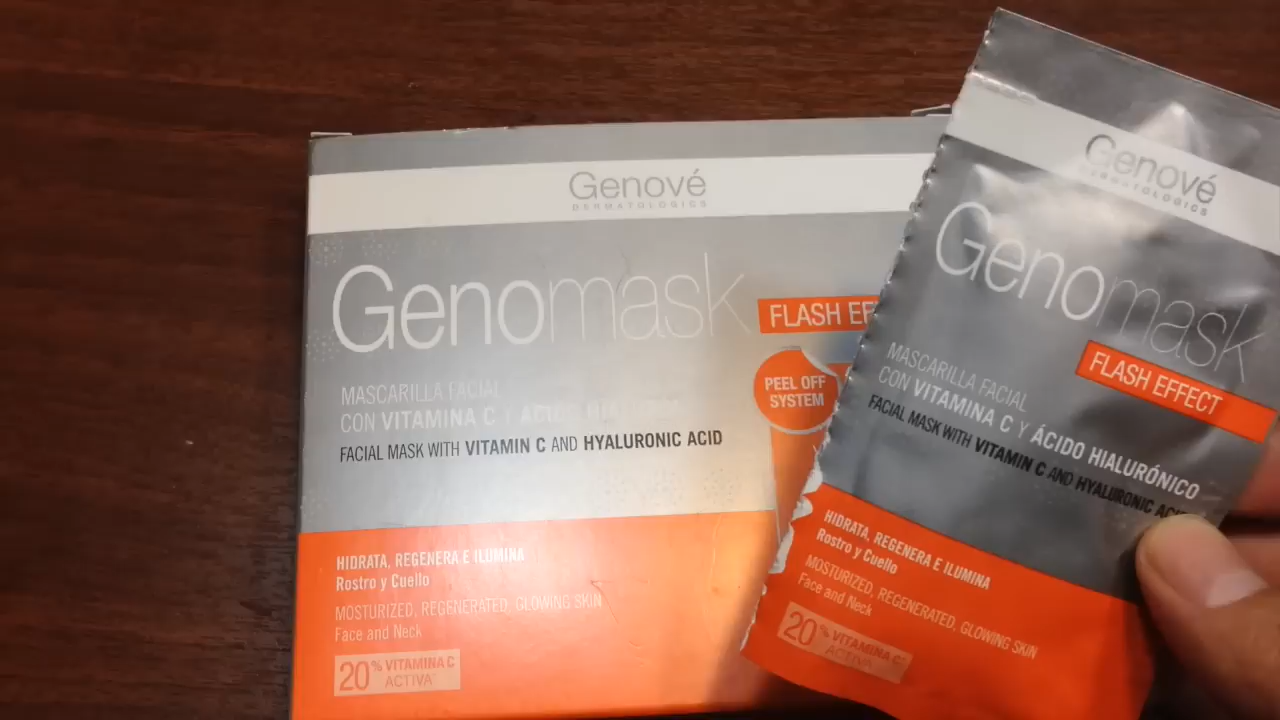 Genové
DERMATOLOGICS
Genomask
FLASH
PEEL OFF
SYSTEM
MASCARILLA FACIAL
CON VITAMINA C Y
FACIAL MASK WITH VITAMIN C AND HYALURONIC ACID
HIDRATA, REGENERA E ILUMINA
Rostro y Cuello
MOSTURIZED, REGENERATED, GLOWING SKIN
Face and Neck
20% VITAMINA C
ACTIVA
Genové
DERMATOLOGICS
Genomask
FLASH EFFECT
MASCARILLA FACIAL
CON VITAMINA C Y ÁCIDO HIALURÓNICO
FACIAL MASK WITH VITAMIN C AND HYALURONIC
HIDRATA, REGENERA E ILUMINA
Rostro y Cuello
MOSTURIZED, REGENERATED, GLOWING SKIN
Face and Neck
20% VITAMINA C
ACTIVA